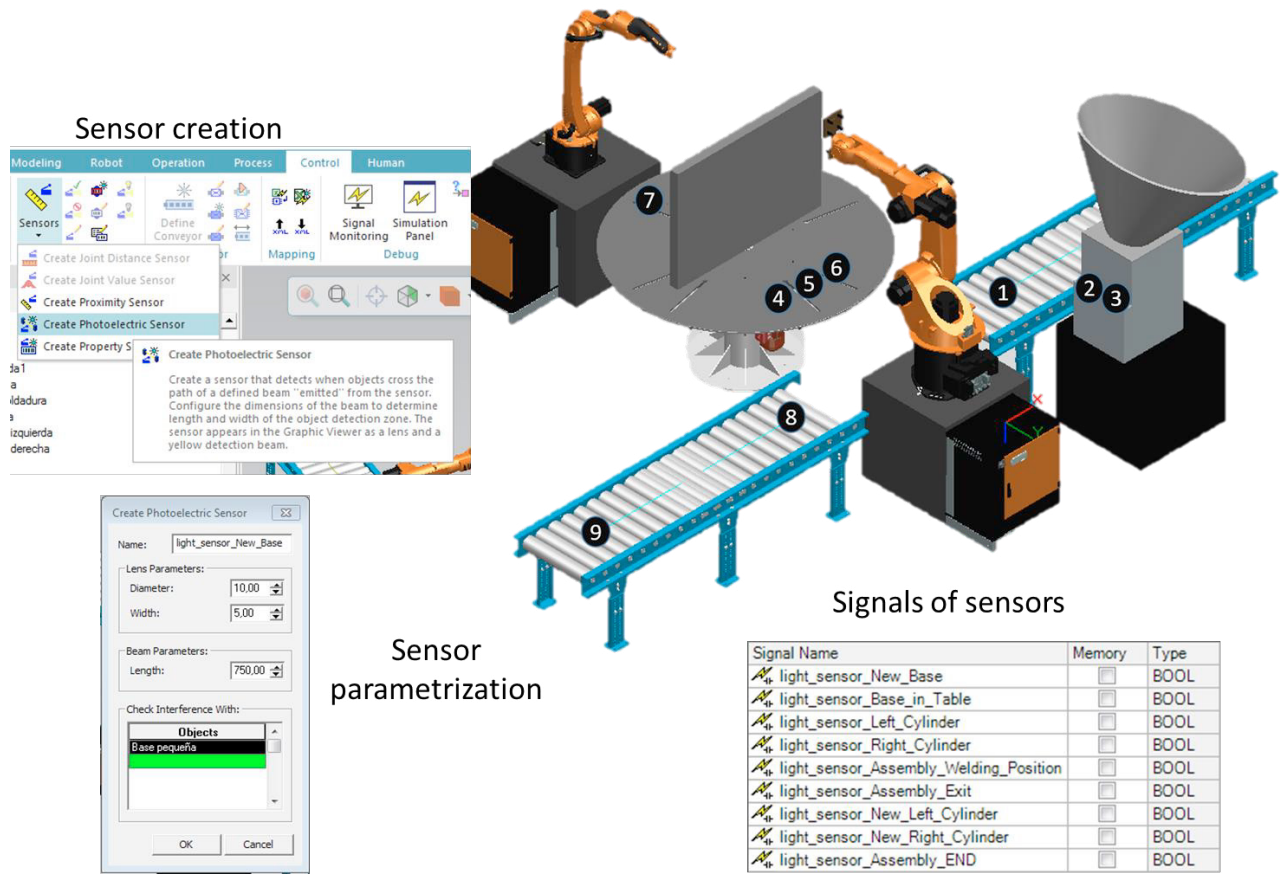 Sensor creation
Modeling Robot Operation Process Control Human
Sensors
Define
Conveyor
Signal
Monitoring
Simulation
Panel
Mapping Debug
Create Joint Distance Sensor
Create Joint Value Sensor
Create Proximity Sensor
Create Photoelectric Sensor
Create Property S
Create Photoelectric Sensor
Create a sensor that detects when objects cross the
path of a defined beam "emitted" from the sensor.
Configure the dimensions of the beam to determine
length and width of the object detection zone. The
sensor appears in the Graphic Viewer as a lens and a
yellow detection beam.
da1
a
oldadura
a
izquierda
derecha
Create Photoelectric Sensor
Name: light_sensor_New_Base
Lens Parameters:
Diameter: 10,00
Width: 5,00
Beam Parameters:
Length: 750,00
Check Interference With:
Objects
Base pequeña
OK Cancel
Sensor
parametrization
7
6
5
4
1
2
3
8
9
X
Y
Signals of sensors
Signal Name Memory Type
light_sensor_New_Base BOOL
light_sensor_Base_in_Table BOOL
light_sensor_Left_Cylinder BOOL
light_sensor_Right_Cylinder BOOL
light_sensor_Assembly_Welding_Position BOOL
light_sensor_Assembly_Exit BOOL
light_sensor_New_Left_Cylinder BOOL
light_sensor_New_Right_Cylinder BOOL
light_sensor_Assembly_END BOOL